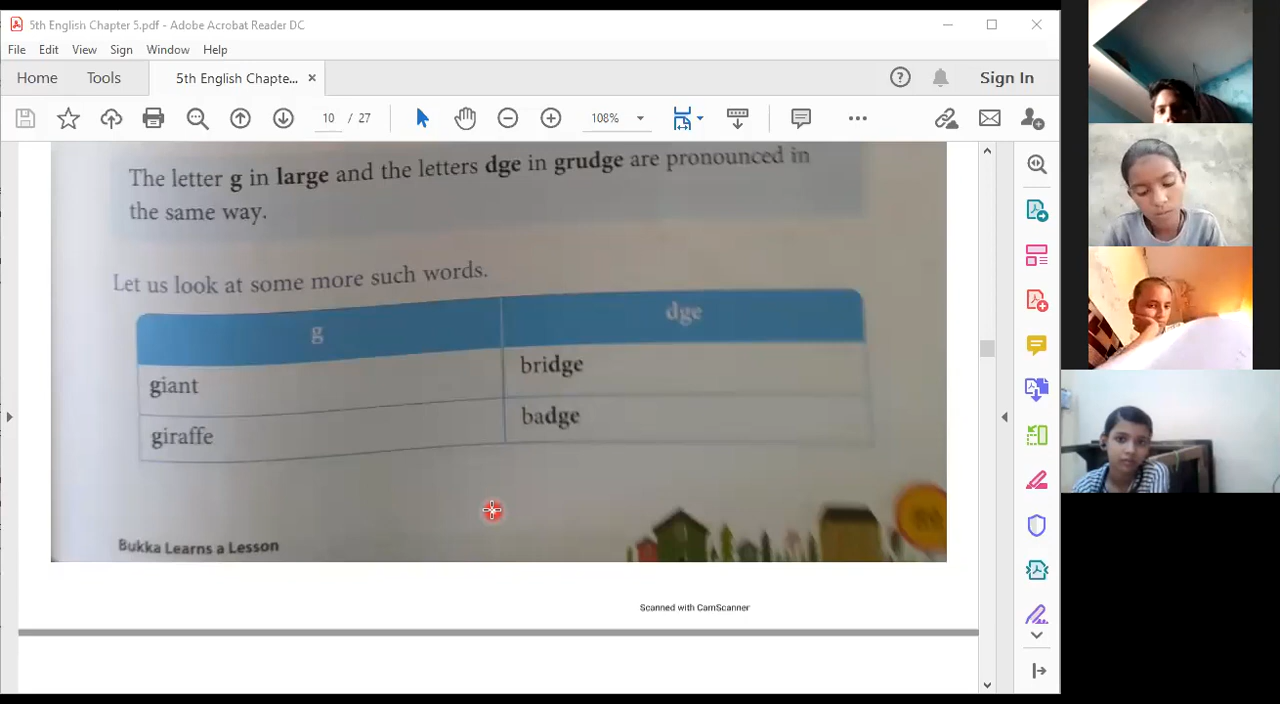 5th English Chapter 5.pdf - Adobe Acrobat Reader DC
File Edit View Sign Window Help
Home Tools 5th English Chapte... × Sign In
10 / 27 108%
The letter g in large and the letters dge in grudge are pronounced in
the same way.
Let us look at some more such words.
g dge
giant bridge
giraffe badge
Bukka Learns a Lesson
Scanned with CamScanner